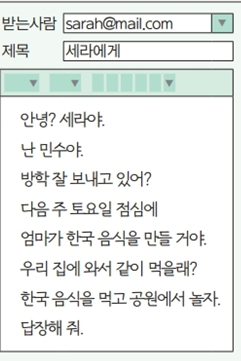 받는사람 sarah@mail.com
제목 세라에게
안녕? 세라야.
난 민수야.
방학 잘 보내고 있어?
다음 주 토요일 점심에
엄마가 한국 음식을 만들 거야.
우리 집에 와서 같이 먹을래?
한국 음식을 먹고 공원에서 놀자.
답장해 줘.